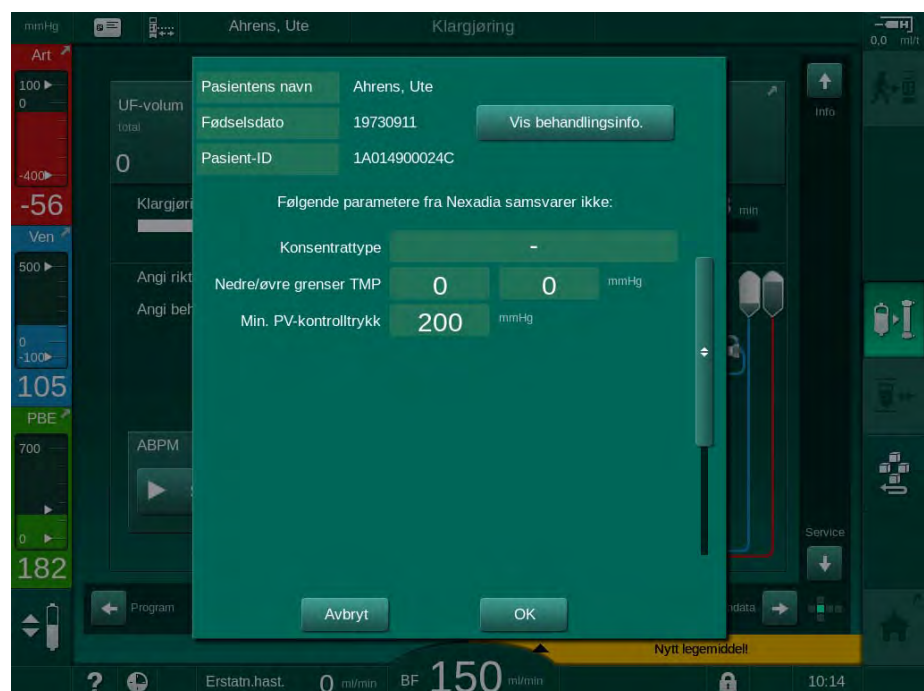 mmHg
Ahrens, Ute
Klargjøring
0,0 ml/t
Art
100
0
-400
-56
Ven
500
0
-100
105
PBE
700
0
182
UF-volum
total
0
Klargjøri
min
Angi rikt
Angi beh
ABPM
Pasientens navn Ahrens, Ute
Fødselsdato 19730911 Vis behandlingsinfo.
Pasient-ID 1A014900024C
Følgende parametere fra Nexadia samsvarer ikke:
Konsentrattype -
Nedre/øvre grenser TMP 0 0 mmHg
Min. PV-kontrolltrykk 200 mmHg
Avbryt OK
Info
Service
Program
Nytt legemiddel!
? Erstatn.hast. 0 ml/min BF 150 ml/min 10:14